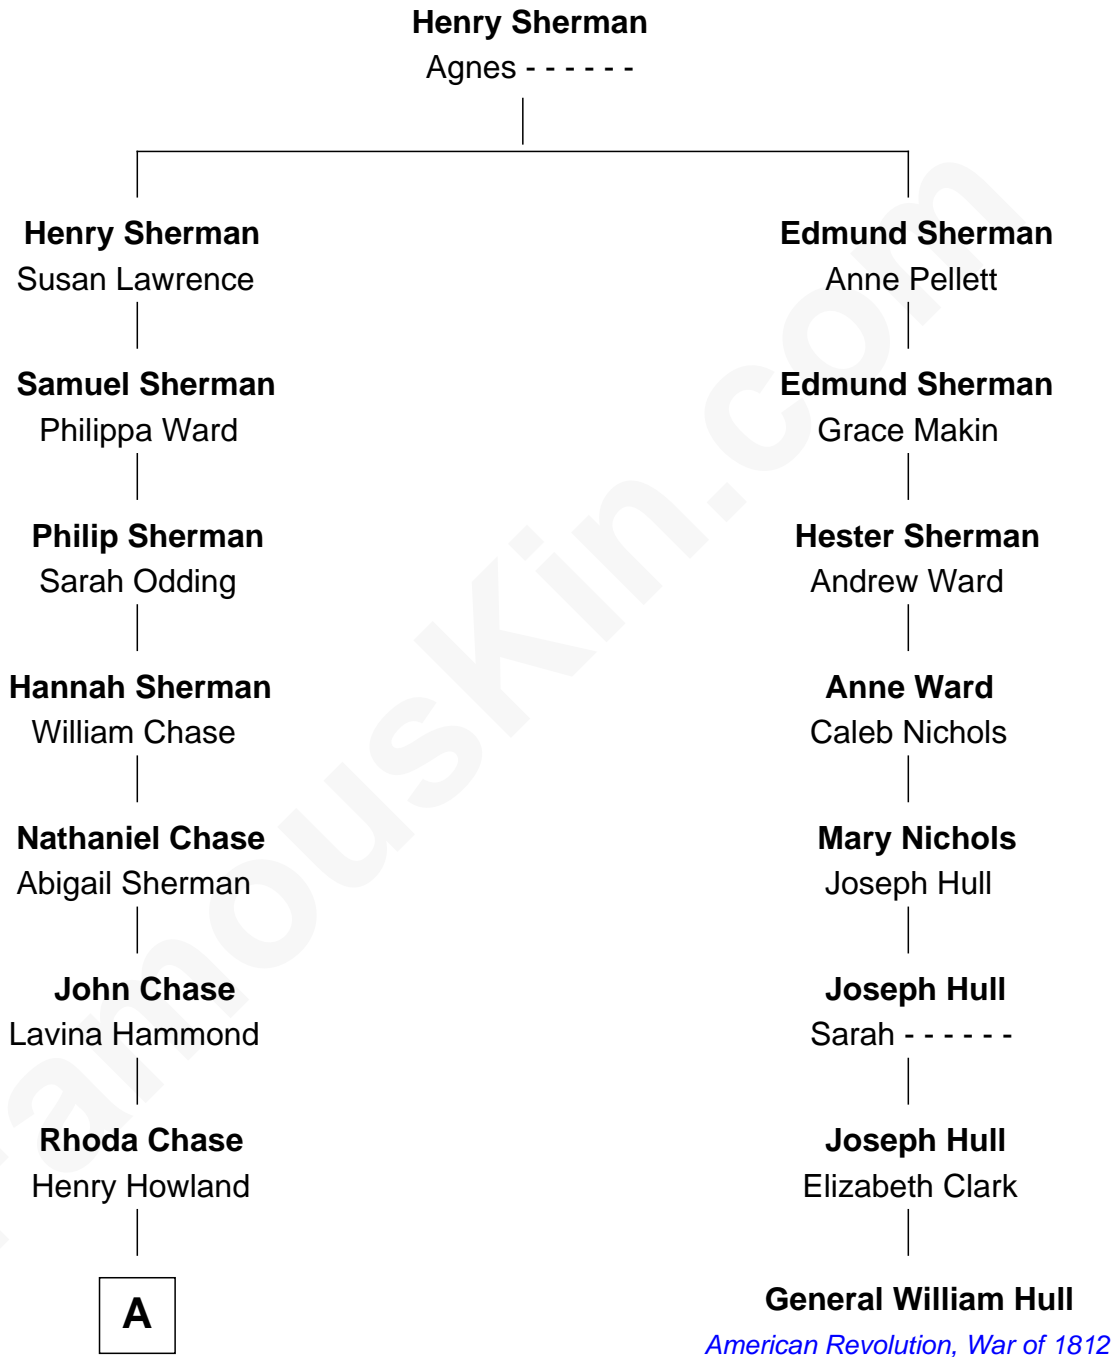 Henry Sherman
Agnes - - - - - -
Henry Sherman
Susan Lawrence
Edmund Sherman
Anne Pellett
Samuel Sherman
Philippa Ward
Edmund Sherman
Grace Makin
Philip Sherman
Sarah Odding
Hester Sherman
Andrew Ward
Hannah Sherman
William Chase
Anne Ward
Caleb Nichols
Nathaniel Chase
Abigail Sherman
Mary Nichols
Joseph Hull
John Chase
Lavina Hammond
Joseph Hull
Sarah - - - - - -
Rhoda Chase
Henry Howland
Joseph Hull
Elizabeth Clark
A
General William Hull
American Revolution, War of 1812
FamousKin.com